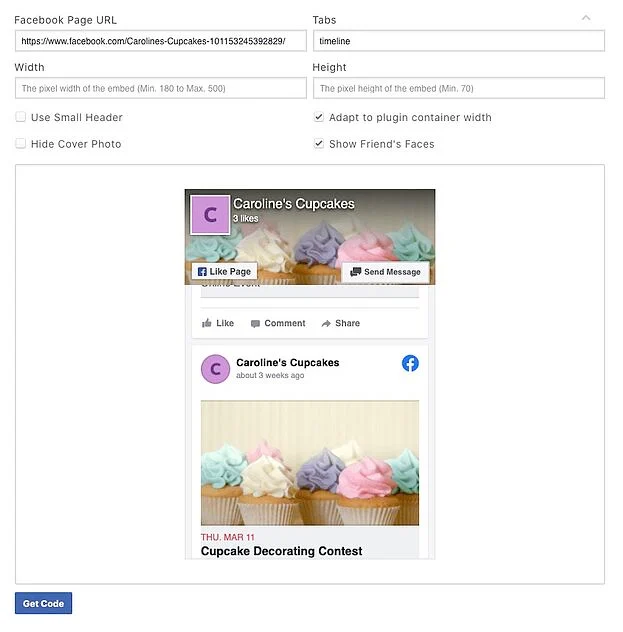 Facebook Page URL
Tabs
https://www.facebook.com/Carolines-Cupcakes-101153245392829/
timeline
Width
Height
The pixel width of the embed (Min. 180 to Max. 500)
The pixel height of the embed (Min. 70)
Use Small Header
Adapt to plugin container width
Hide Cover Photo
Show Friend's Faces
C
Caroline's Cupcakes
3 likes
Like Page
Send Message
Online Event
Like
Comment
Share
C
Caroline's Cupcakes
about 3 weeks ago
THU. MAR 11
Cupcake Decorating Contest
Get Code